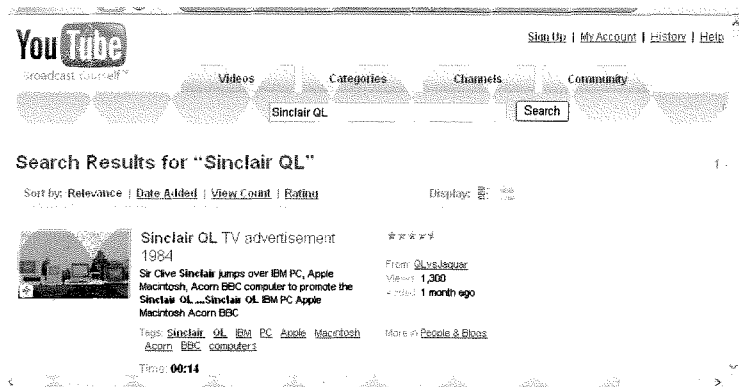 You Tube
Sign Up | My Account | History | Help
Broadcast Yourself™
Videos Categories Channels Community
Sinclair QL Search
Search Results for "Sinclair QL"
1 -
Sort by: Relevance | Date Added | View Count | Rating Display:
Sinclair QL TV advertisement
1984
Sir Clive Sinclair jumps over IBM PC, Apple
Macintosh, Acorn BBC computer to promote the
Sinclair QL....Sinclair QL IBM PC Apple
Macintosh Acorn BBC
Tags: Sinclair QL IBM PC Apple Macintosh
Acorn BBC computers
Time: 00:14
From: QLvsJaguar
Views: 1,300
Added: 1 month ago
More in People & Blogs